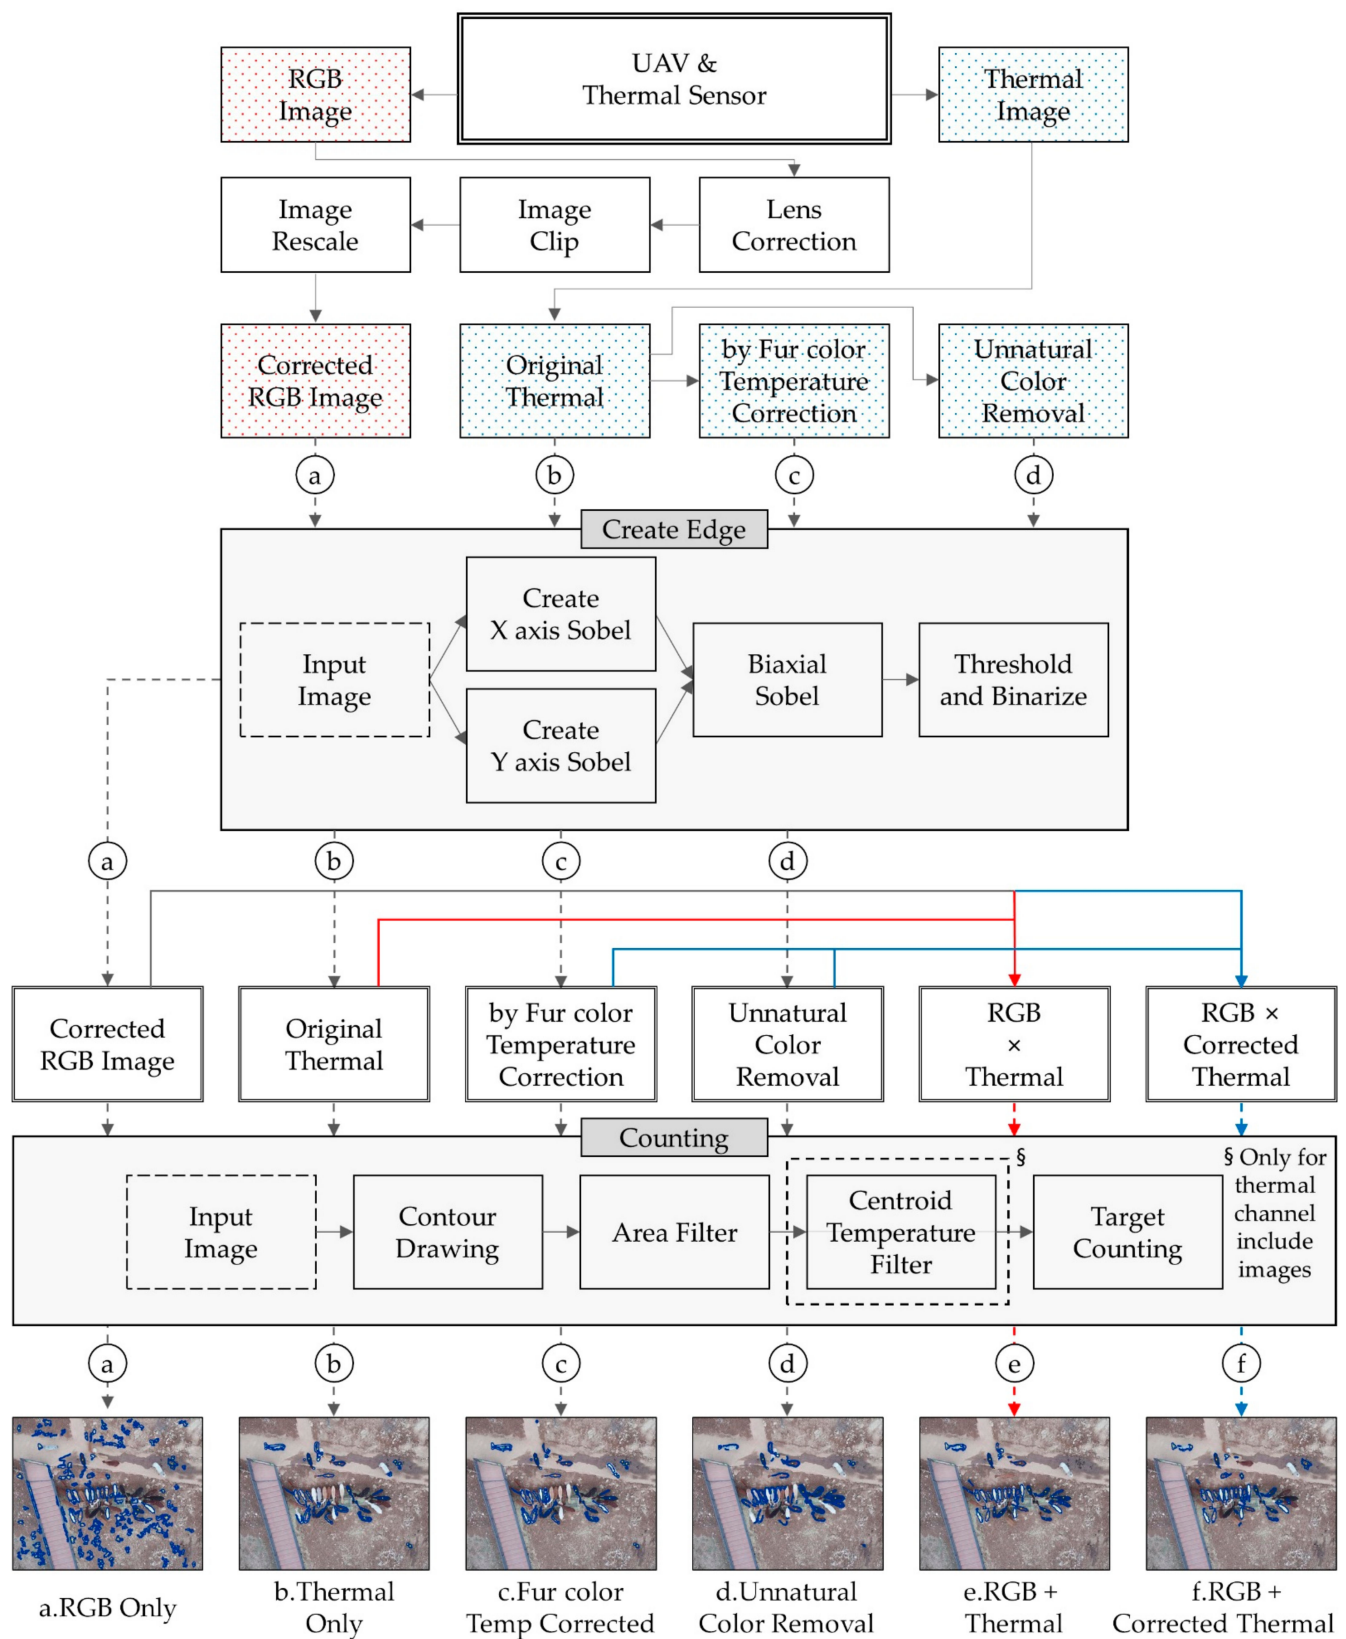 RGB
Image
UAV &
Thermal Sensor
Thermal
Image
Image
Rescale
Image
Clip
Lens
Correction
Corrected
RGB Image
Original
Thermal
by Fur color
Temperature
Correction
Unnatural
Color
Removal
a
b
c
d
Create Edge
Input
Image
Create
X axis Sobel
Create
Y axis Sobel
Biaxial
Sobel
Threshold
and Binarize
a
b
c
d
Corrected
RGB Image
Original
Thermal
by Fur color
Temperature
Correction
Unnatural
Color
Removal
RGB
×
Thermal
RGB ×
Corrected
Thermal
Counting
Input
Image
Contour
Drawing
Area Filter
Centroid
Temperature
Filter
§
Target
Counting
§ Only for
thermal
channel
include
images
a
b
c
d
e
f
a.RGB Only
b.Thermal
Only
c.Fur color
Temp Corrected
d.Unnatural
Color Removal
e.RGB +
Thermal
f.RGB +
Corrected Thermal